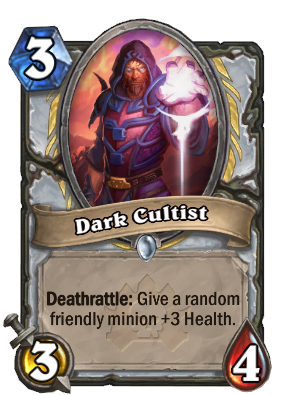 3
Dark Cultist
Deathrattle: Give a random
friendly minion +3 Health.
3
4